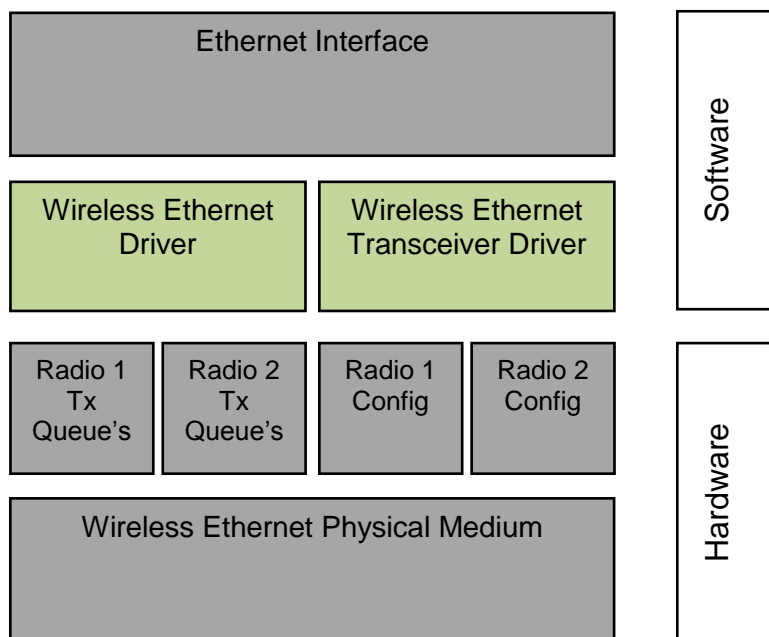 Ethernet Interface
Software
Wireless Ethernet
Driver
Wireless Ethernet
Transceiver Driver
Radio 1
Tx
Queue’s
Radio 2
Tx
Queue’s
Radio 1
Config
Radio 2
Config
Hardware
Wireless Ethernet Physical Medium